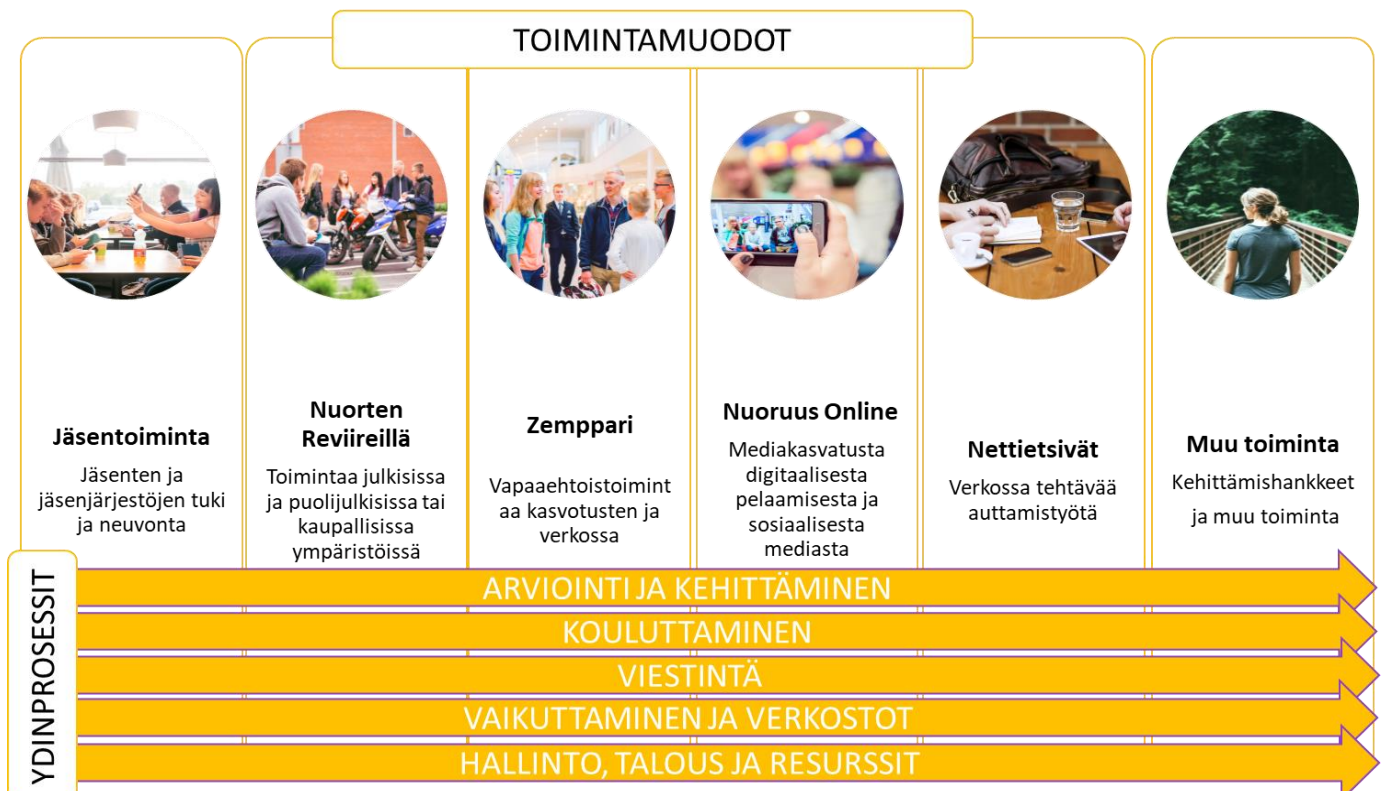 TOIMINTAMUODOT
Jäsentoiminta
Jäsenten ja
jäsenjärjestöjen tuki
ja neuvonta
Nuorten
Reviireillä
Toimintaa julkisissa
ja puolijulkisissa tai
kaupallisissa
ympäristöissä
Zemppari
Vapaaehtoistoimint
aa kasvotusten ja
verkossa
Nuoruus Online
Mediakasvatusta
digitaalisesta
pelaamisesta ja
sosiaalisesta
mediasta
Nettietsivät
Verkossa tehtävää
auttamistyötä
Muu toiminta
Kehittämishankkeet
ja muu toiminta
YDINPROSESSIT
ARVIOINTI JA KEHITTÄMINEN
KOULUTTAMINEN
VIESTINTÄ
VAIKUTTAMINEN JA VERKOSTOT
HALLINTO, TALOUS JA RESURSSIT